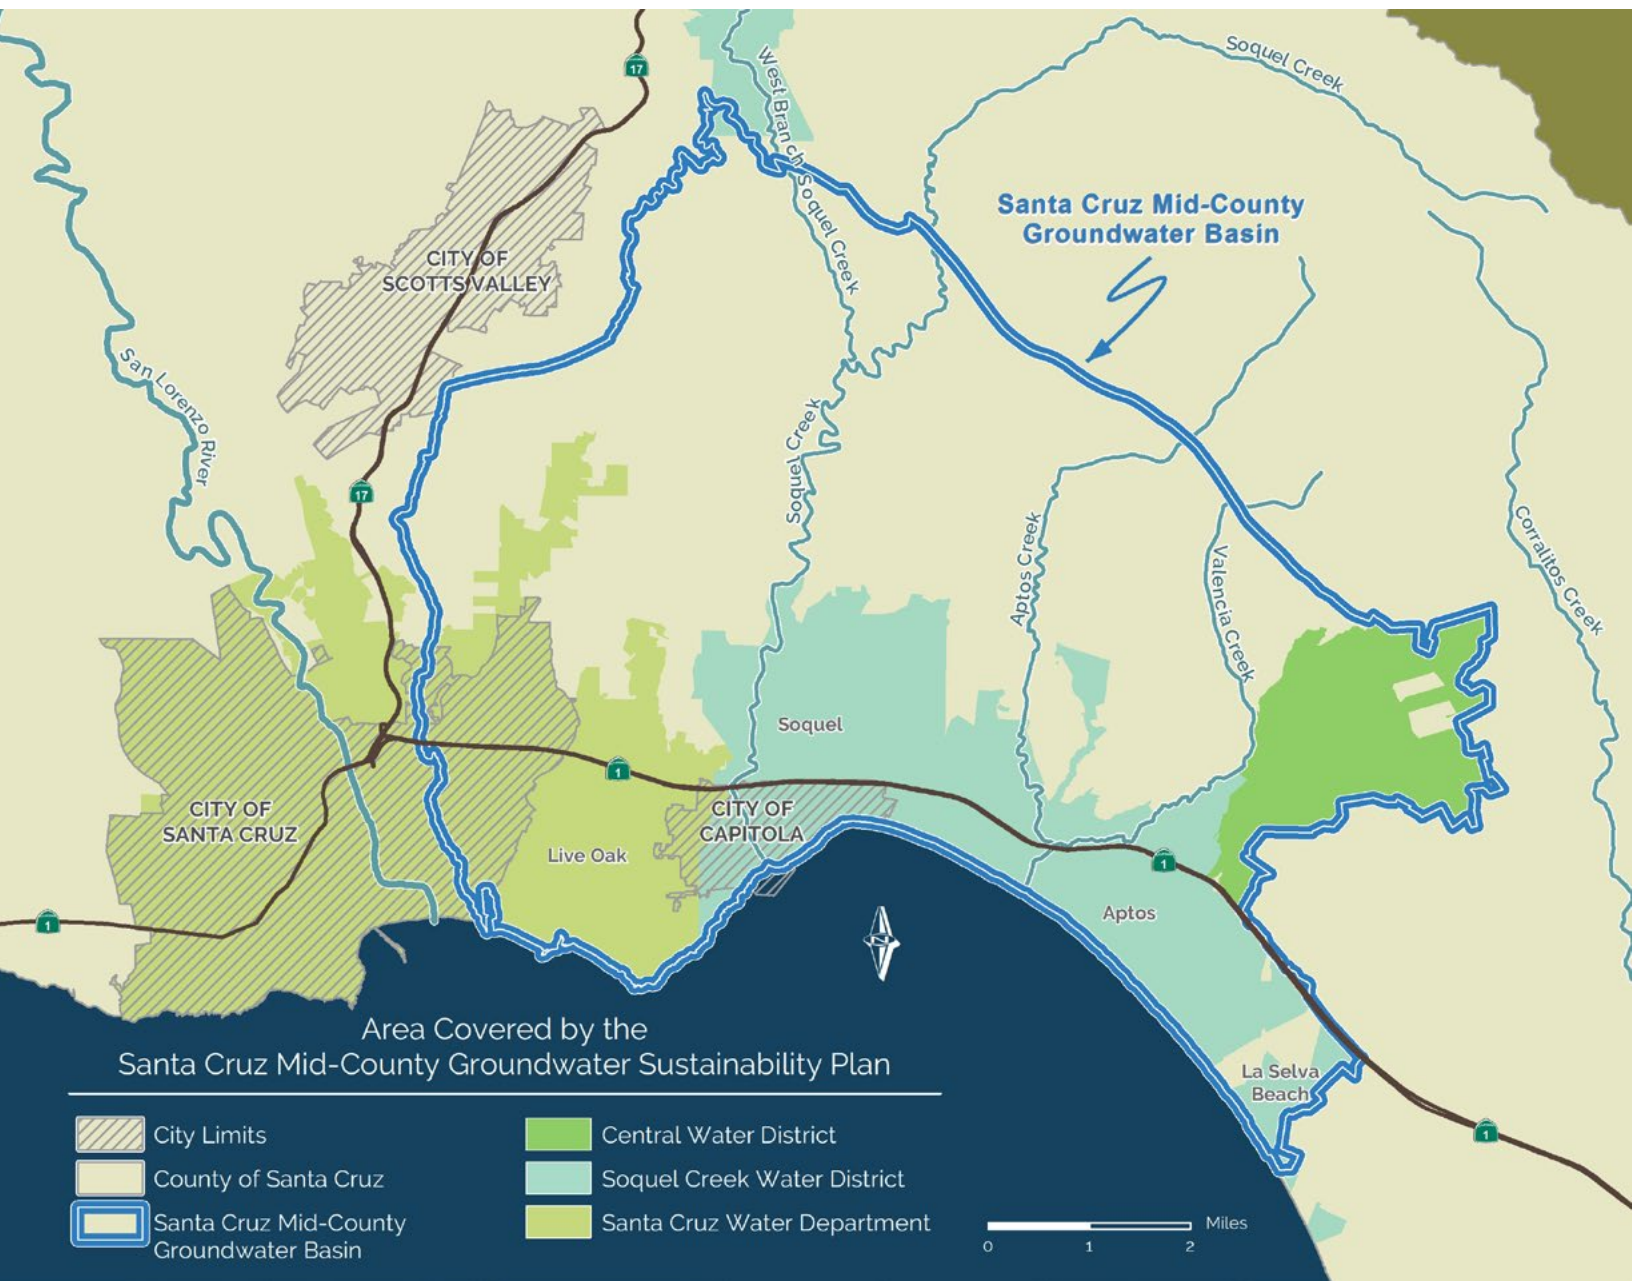 17
West Branch Soquel Creek
Soquel Creek
Santa Cruz Mid-County
Groundwater Basin
CITY OF
SCOTTS VALLEY
San Lorenzo River
17
Soquel Creek
Aptos Creek
Valencia Creek
Corralitos Creek
Soquel
1
CITY OF
SANTA CRUZ
CITY OF
CAPITOLA
Live Oak
1
Aptos
1
N
La Selva
Beach
1
Area Covered by the
Santa Cruz Mid-County Groundwater Sustainability Plan
City Limits
County of Santa Cruz
Santa Cruz Mid-County
Groundwater Basin
Central Water District
Soquel Creek Water District
Santa Cruz Water Department
Miles
0 1 2